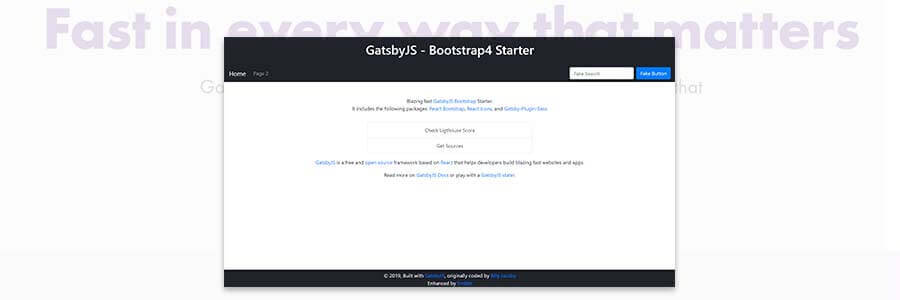 Fast in every way that matters
Ga that
GatsbyJS - Bootstrap4 Starter
Home Page 2 Fake Search Fake Button
Blazing fast GatsbyJS Bootstrap Starter.
It includes the following packages: React Bootstrap, React Icons, and Gatsby-Plugin-Sass
Check Ligthouse Score
Get Sources
GatsbyJS is a free and open source framework based on React that helps developers build blazing fast websites and apps.
Read more on GatsbyJS Docs or play with a GatsbyJS stater.
© 2019, Built with GatsbyJS, originally coded by Billy Jacoby
Enhanced by